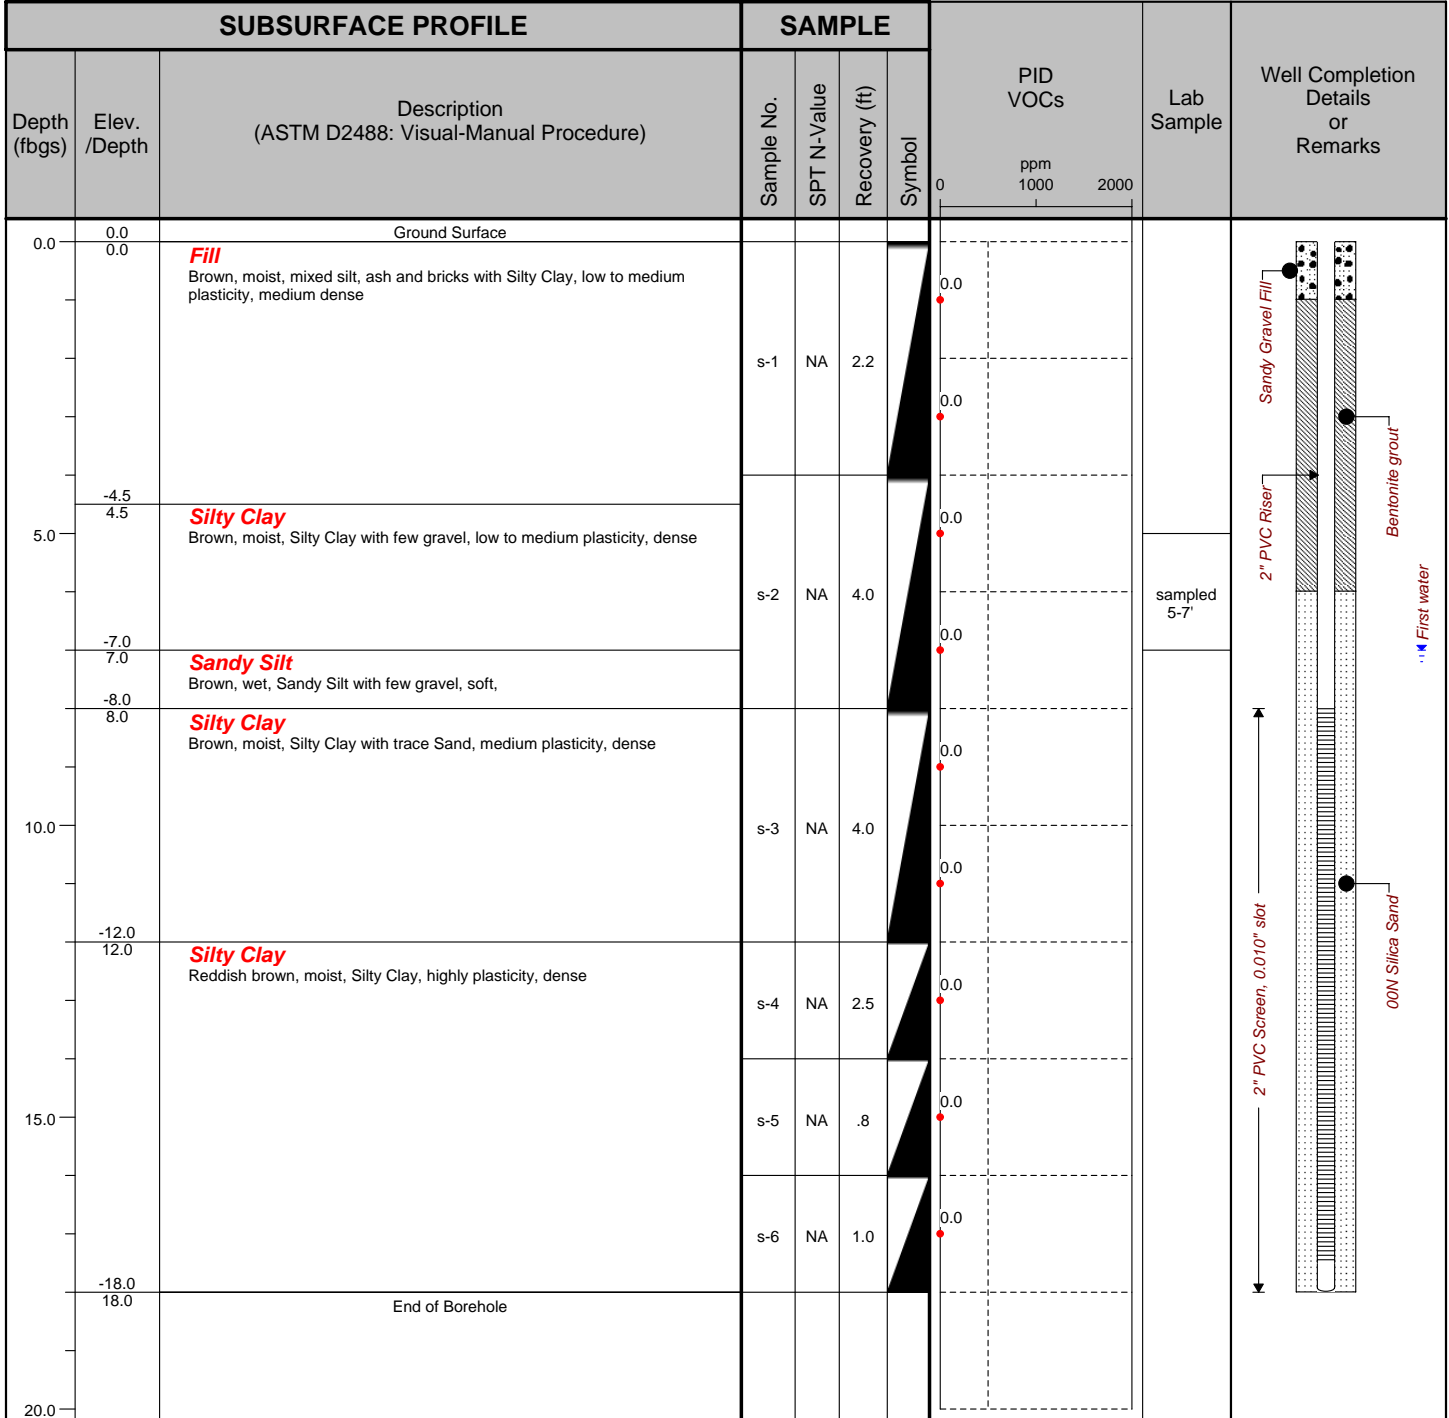 SUBSURFACE PROFILE
SAMPLE
Depth
(fbgs)
Elev.
/Depth
Description
(ASTM D2488: Visual-Manual Procedure)
Sample No.
SPT N-Value
Recovery (ft)
Symbol
PID
VOCs
ppm
0 1000 2000
Lab
Sample
Well Completion
Details
or
Remarks
0.0
0.0
0.0
Ground Surface
Fill
Brown, moist, mixed silt, ash and bricks with Silty Clay, low to medium
plasticity, medium dense
s-1 NA 2.2
0.0
0.0
-4.5
4.5
5.0
Silty Clay
Brown, moist, Silty Clay with few gravel, low to medium plasticity, dense
s-2 NA 4.0
0.0
0.0
sampled
5-7'
-7.0
7.0
Sandy Silt
Brown, wet, Sandy Silt with few gravel, soft,
-8.0
8.0
Silty Clay
Brown, moist, Silty Clay with trace Sand, medium plasticity, dense
10.0
s-3 NA 4.0
0.0
0.0
-12.0
12.0
Silty Clay
Reddish brown, moist, Silty Clay, highly plasticity, dense
s-4 NA 2.5
0.0
15.0
s-5 NA .8
0.0
s-6 NA 1.0
0.0
-18.0
18.0
End of Borehole
20.0
Sandy Gravel Fill
Bentonite grout
2" PVC Riser
First water
2" PVC Screen, 0.010" slot
00N Silica Sand